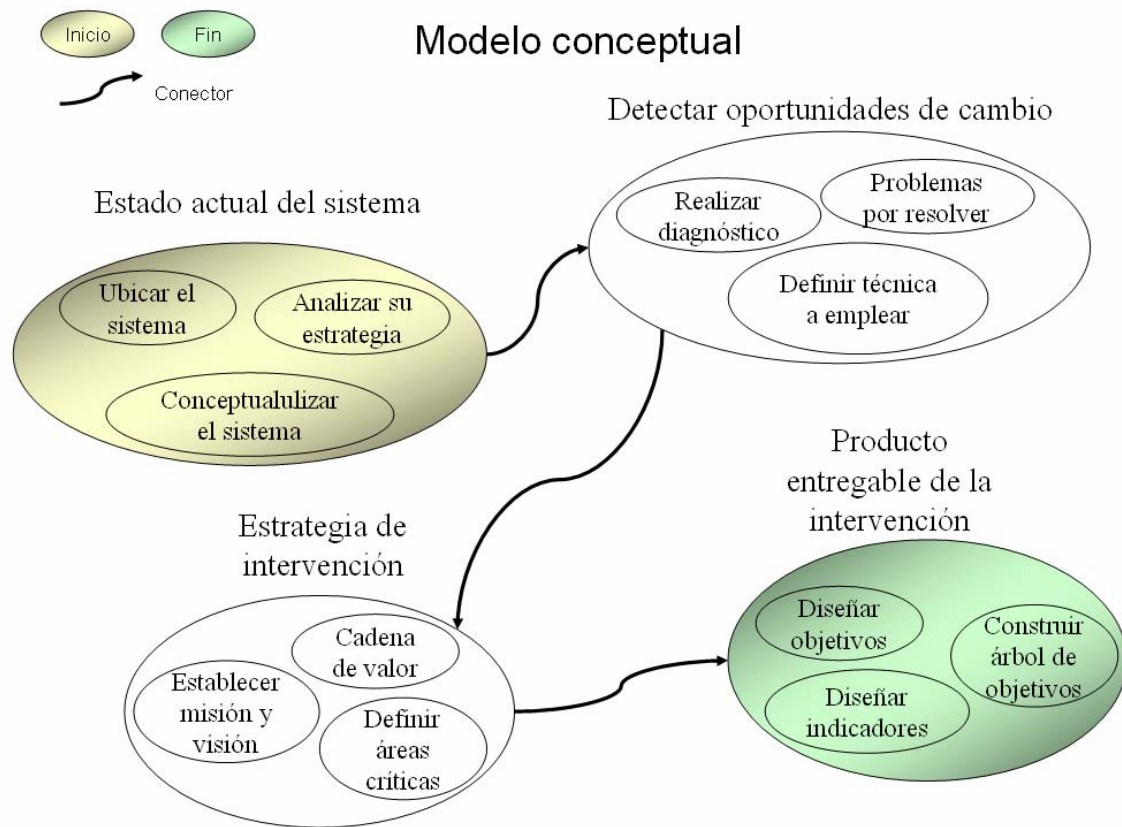 Inicio
Fin
Conector
Modelo conceptual
Detectar oportunidades de cambio
Realizar
diagnóstico
Problemas
por resolver
Definir técnica
a emplear
Estado actual del sistema
Ubicar el
sistema
Analizar su
estrategia
Conceptualulizar
el sistema
Estrategia de
intervención
Cadena
de valor
Establecer
misión y
visión
Definir
áreas
críticas
Producto
entregable de la
intervención
Diseñar
objetivos
Construir
árbol de
objetivos
Diseñar
indicadores